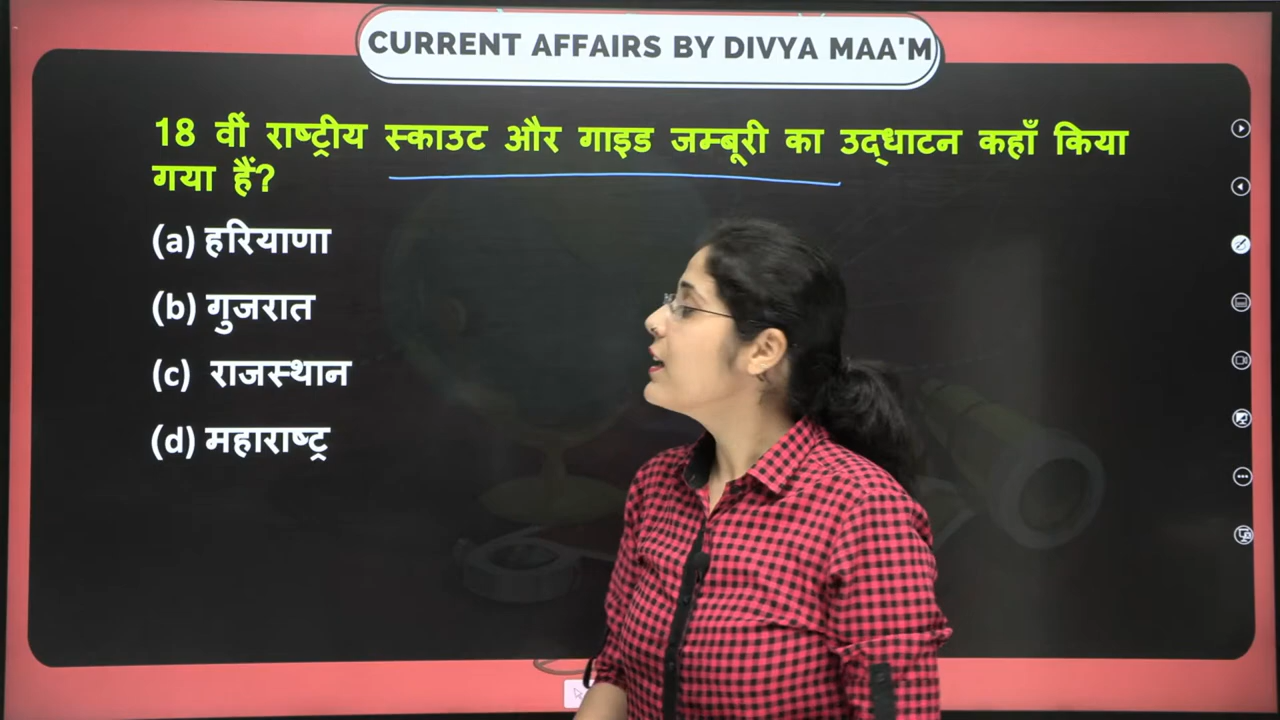 CURRENT AFFAIRS BY DIVYA MAA'M
18 वीं राष्ट्रीय स्काउट और गाइड जम्बूरी का उद्धाटन कहाँ किया
गया हैं?
(a) हरियाणा
(b) गुजरात
(c) राजस्थान
(d) महाराष्ट्र